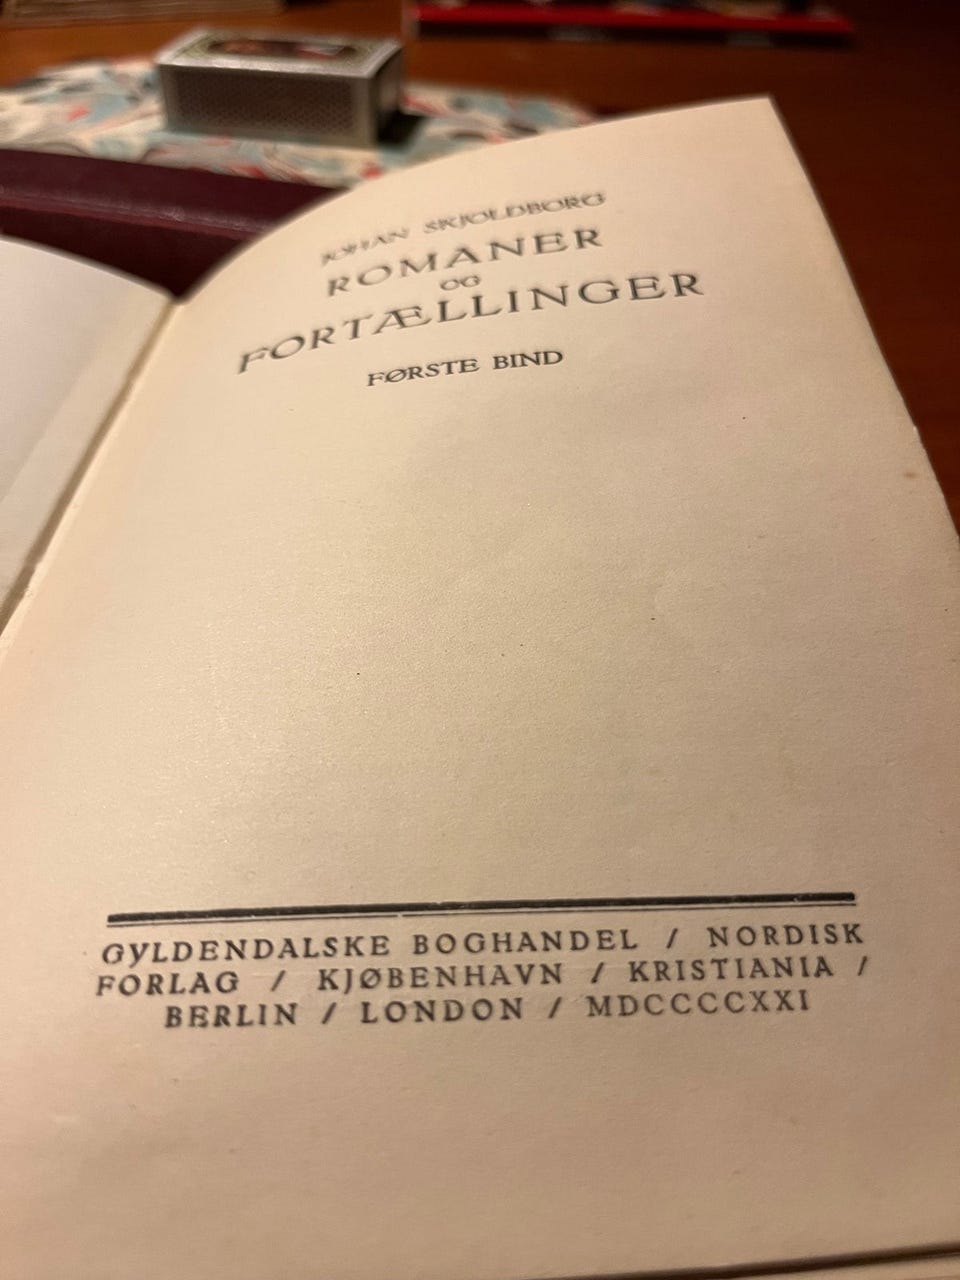 JOHAN SKJOLDBORG
ROMANER
OG
FORTÆLLINGER
FØRSTE BIND
GYLDENDALSKE BOGHANDEL / NORDISK
FORLAG / KJØBENHAVN / KRISTIANIA /
BERLIN / LONDON / MDCCCCXXI